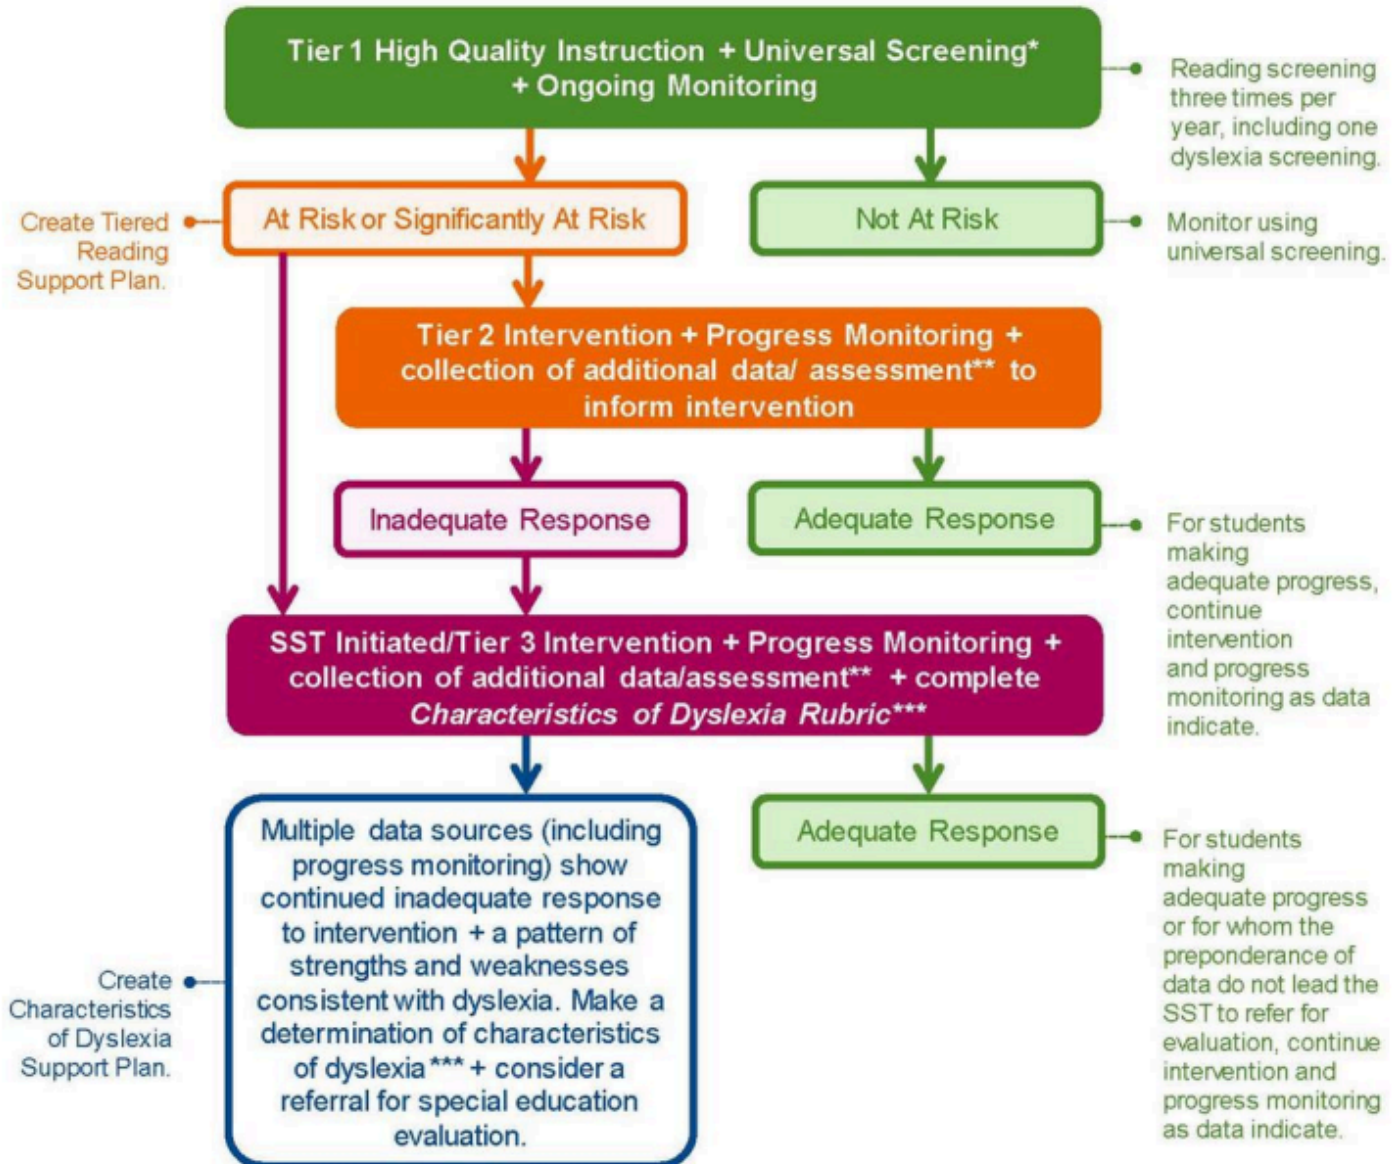 Tier 1 High Quality Instruction + Universal Screening*
+ Ongoing Monitoring
Reading screening
three times per
year, including one
dyslexia screening.
Create Tiered
Reading
Support Plan.
At Risk or Significantly At Risk
Not At Risk
Monitor using
universal screening.
Tier 2 Intervention + Progress Monitoring +
collection of additional data/ assessment** to
inform intervention
Inadequate Response
Adequate Response
For students
making
adequate progress,
continue
intervention
and progress
monitoring as data
indicate.
SST Initiated/Tier 3 Intervention + Progress Monitoring +
collection of additional data/assessment** + complete
Characteristics of Dyslexia Rubric***
Create
Characteristics
of Dyslexia
Support Plan.
Multiple data sources (including
progress monitoring) show
continued inadequate response
to intervention + a pattern of
strengths and weaknesses
consistent with dyslexia. Make a
determination of characteristics
of dyslexia*** + consider a
referral for special education
evaluation.
Adequate Response
For students
making
adequate progress
or for whom the
preponderance of
data do not lead the
SST to refer for
evaluation, continue
intervention and
progress monitoring
as data indicate.